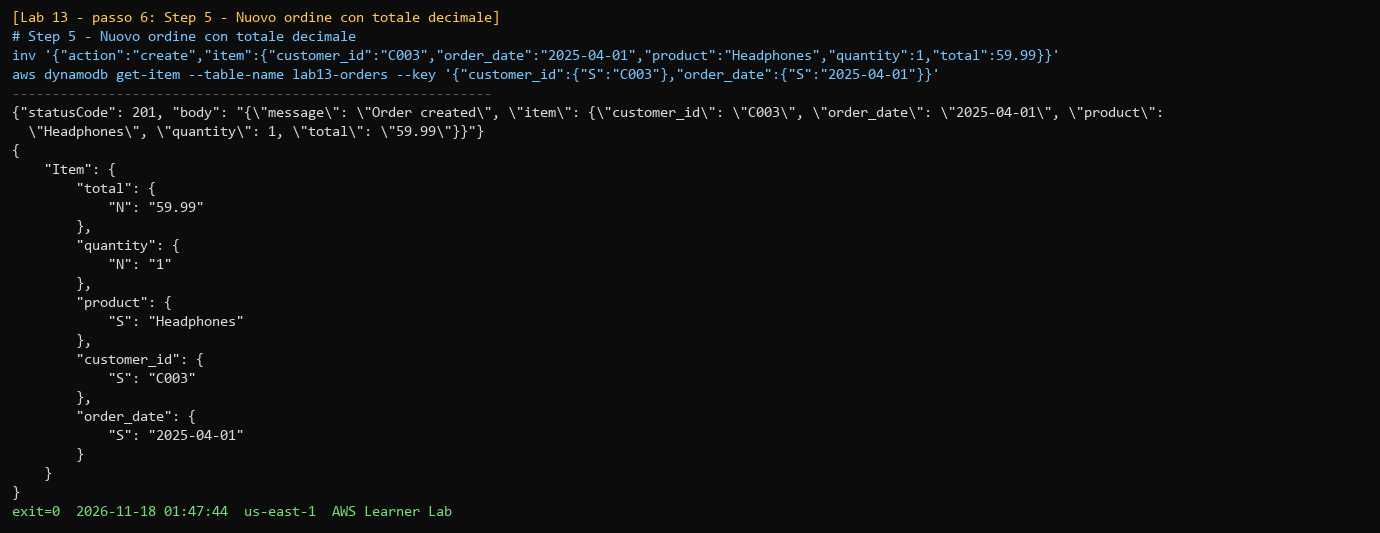 [Lab 13 - passo 6: Step 5 - Nuovo ordine con totale decimale]
# Step 5 - Nuovo ordine con totale decimale
inv '{"action":"create","item":{"customer_id":"C003","order_date":"2025-04-01","product":"Headphones","quantity":1,"total":59.99}}'
aws dynamodb get-item --table-name lab13-orders --key '{"customer_id":{"S":"C003"},"order_date":{"S":"2025-04-01"}}'
------------------------------------------------------------
{"statusCode": 201, "body": "{\"message\": \"Order created\", \"item\": {\"customer_id\": \"C003\", \"order_date\": \"2025-04-01\", \"product\":
  \"Headphones\", \"quantity\": 1, \"total\": \"59.99\"}}"}
{
    "Item": {
        "total": {
            "N": "59.99"
        },
        "quantity": {
            "N": "1"
        },
        "product": {
            "S": "Headphones"
        },
        "customer_id": {
            "S": "C003"
        },
        "order_date": {
            "S": "2025-04-01"
        }
    }
}
exit=0  2026-11-18 01:47:44  us-east-1  AWS Learner Lab